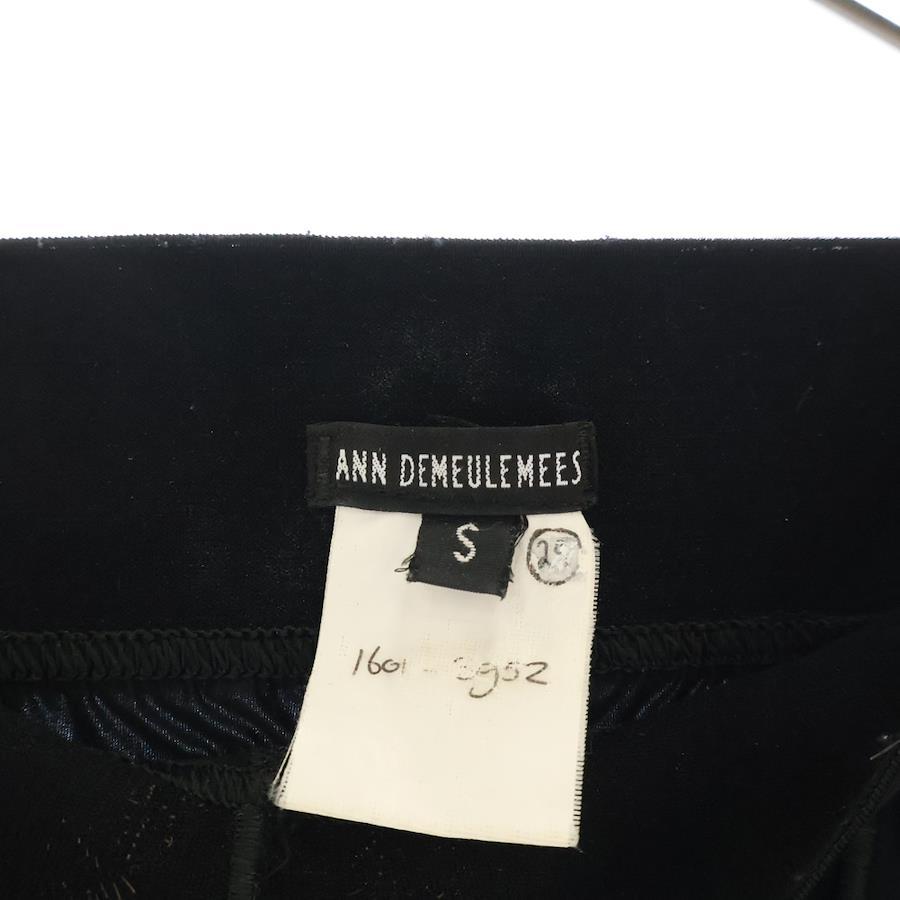 ANN DEMEULEMEES
S
1601 - 3952